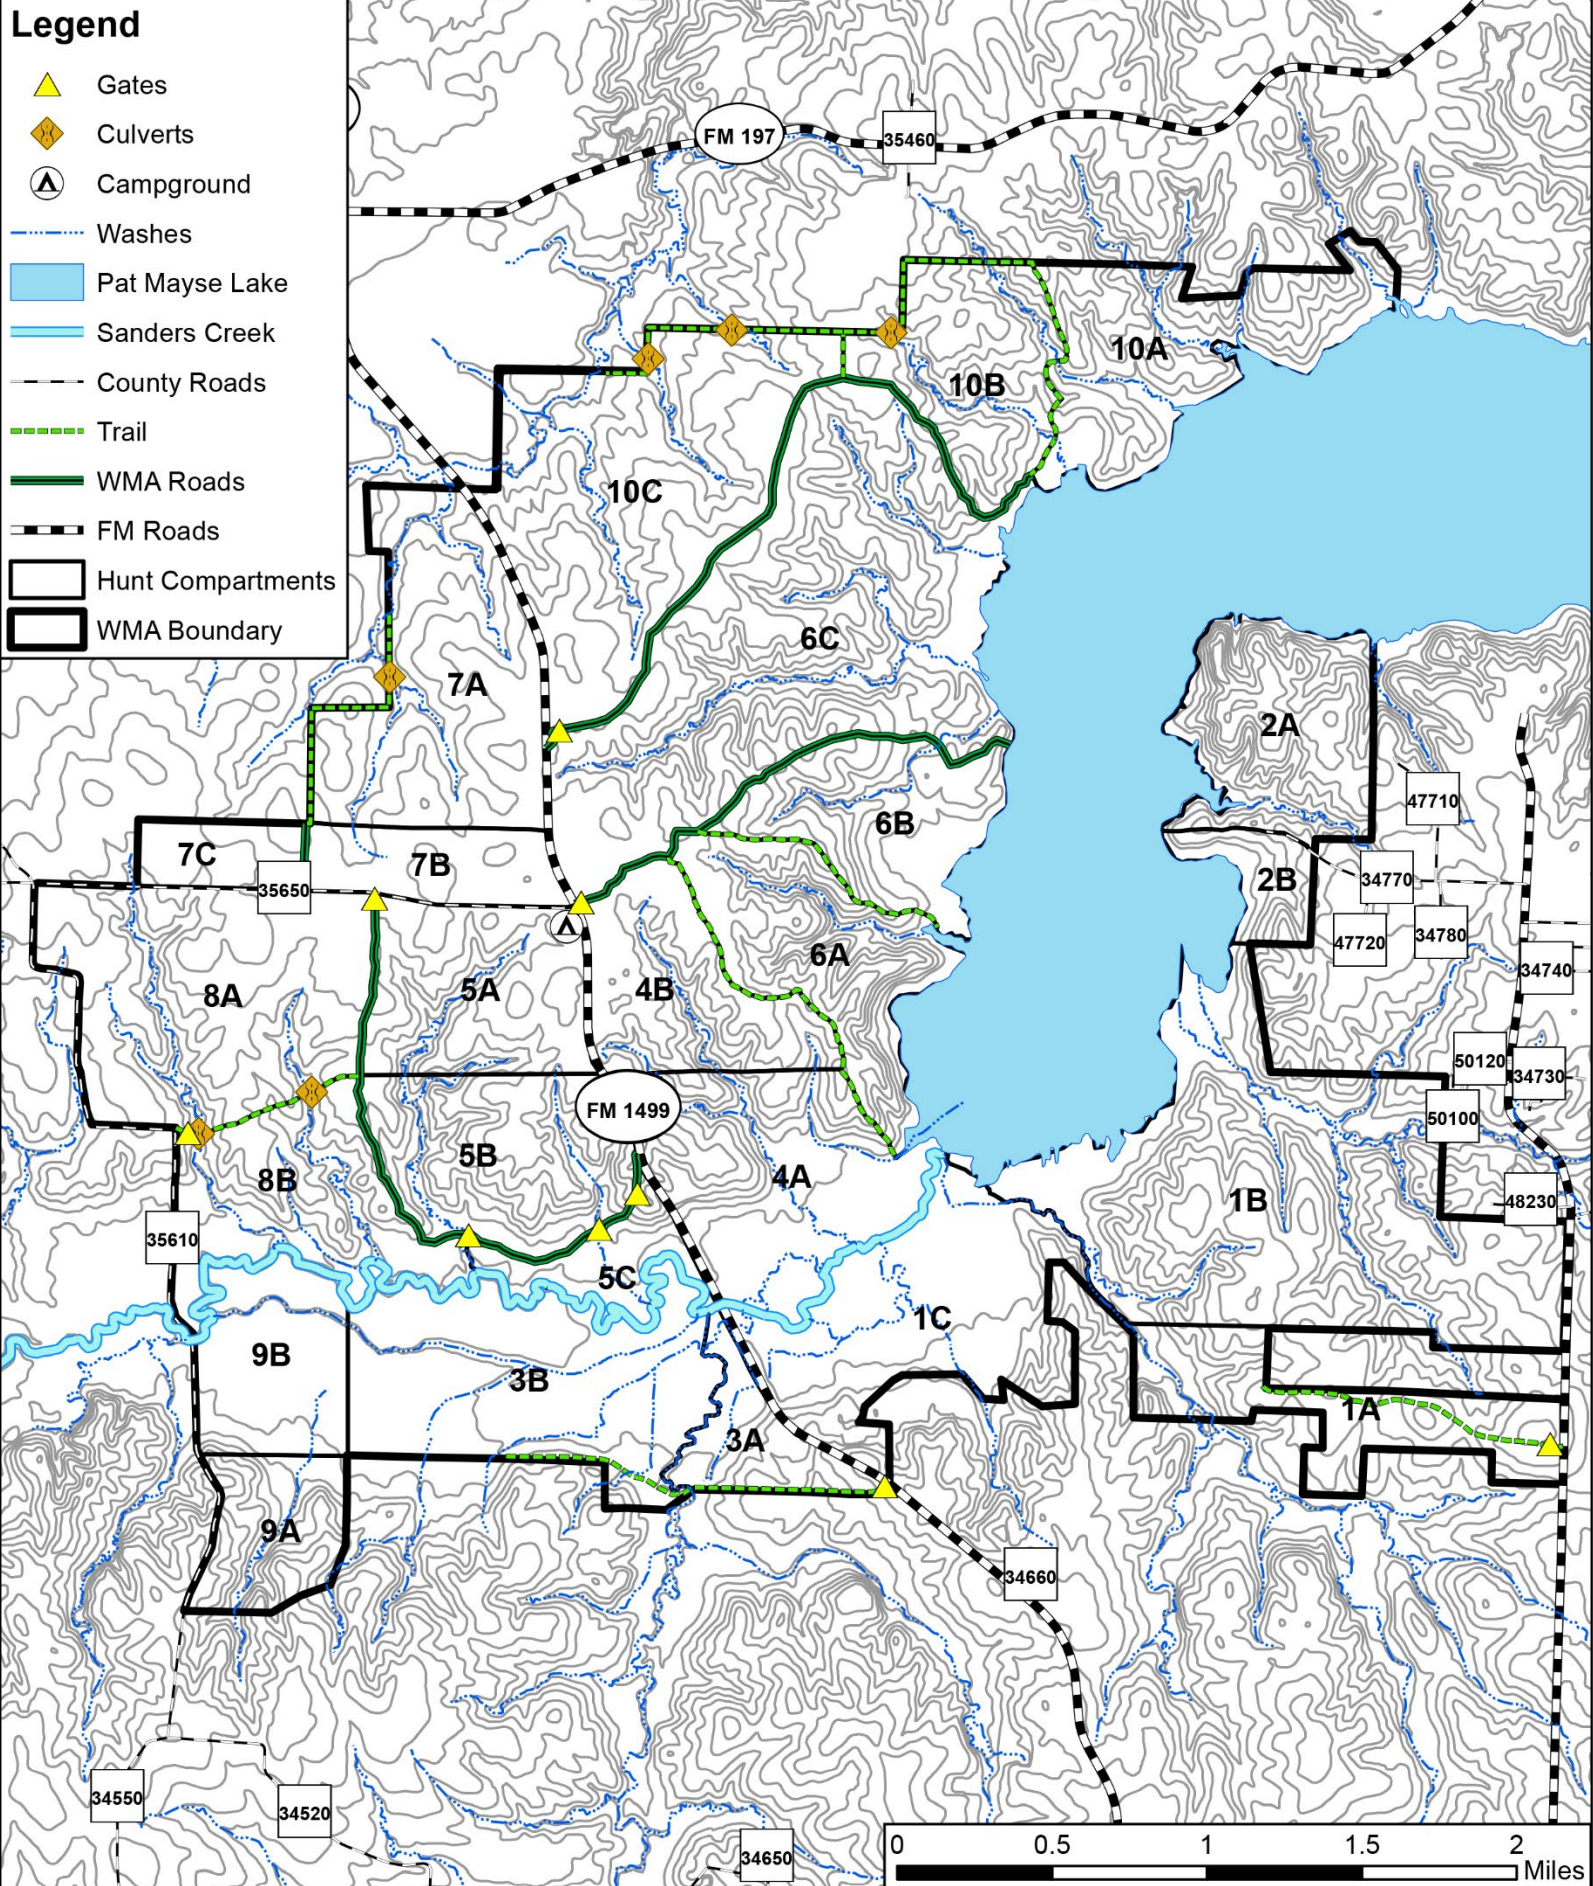 Legend
Gates
Culverts
Campground
Washes
Pat Mayse Lake
Sanders Creek
County Roads
Trail
WMA Roads
FM Roads
Hunt Compartments
WMA Boundary
FM 197
35460
10A
10B
10C
6C
7A
2A
47710
6B
7C
7B
35650
34770
2B
47720
34780
6A
34740
8A
5A
4B
50120
34730
FM 1499
50100
5B
8B
4A
1B
48230
35610
5C
1C
9B
3B
1A
3A
9A
34660
34550
34520
34650
0 0.5 1 1.5 2
Miles